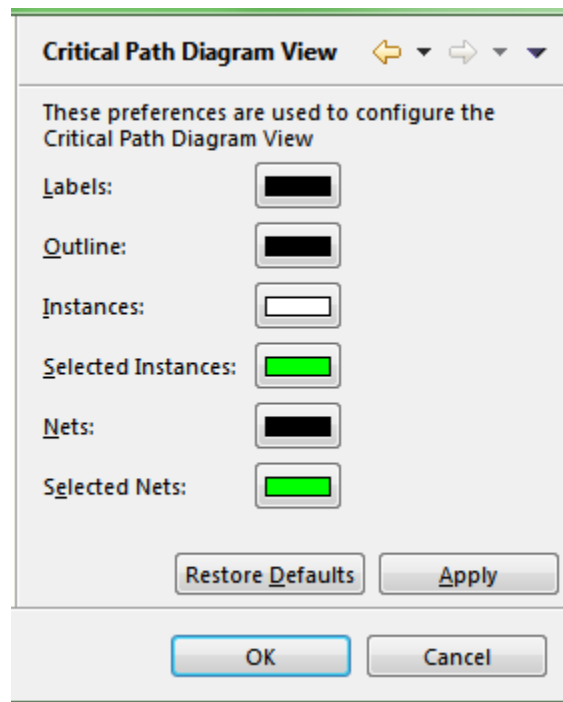 Critical Path Diagram View
These preferences are used to configure the
Critical Path Diagram View
Labels:
Outline:
Instances:
Selected Instances:
Nets:
Selected Nets:
Restore Defaults Apply
OK Cancel